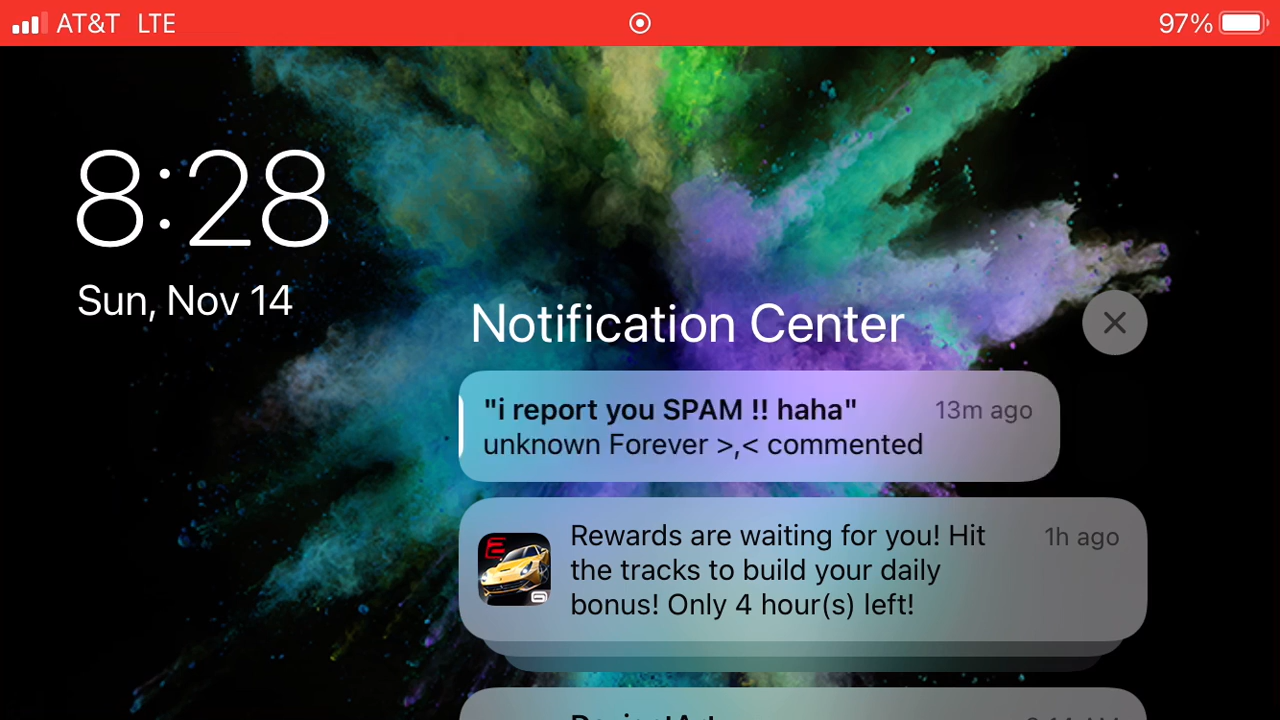 AT&T LTE 97%
8:28
Sun, Nov 14
Notification Center
"i report you SPAM !! haha" 13m ago
unknown Forever >,< commented
Rewards are waiting for you! Hit 1h ago
the tracks to build your daily
bonus! Only 4 hour(s) left!